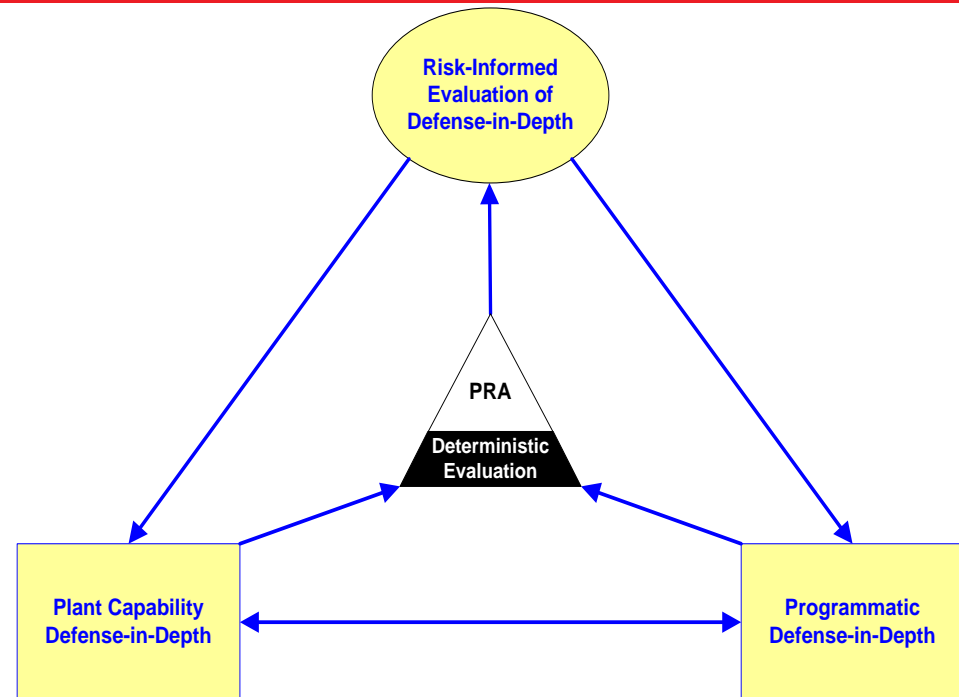 Risk-Informed
Evaluation of
Defense-in-Depth
PRA
Deterministic
Evaluation
Plant Capability
Defense-in-Depth
Programmatic
Defense-in-Depth